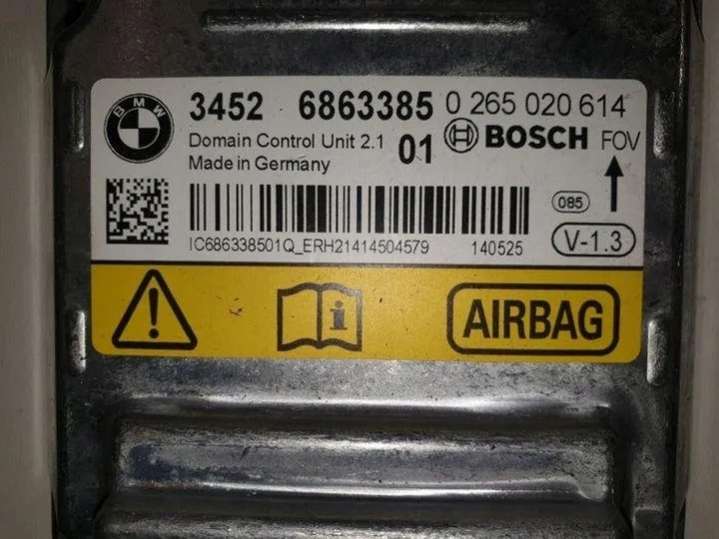 BMW
3452 6863385 0 265 020 614
Domain Control Unit 2.1 01 BOSCH FOV
Made in Germany
085
IC686338501Q_ERH21414504579 140525
V-1.3
i
AIRBAG